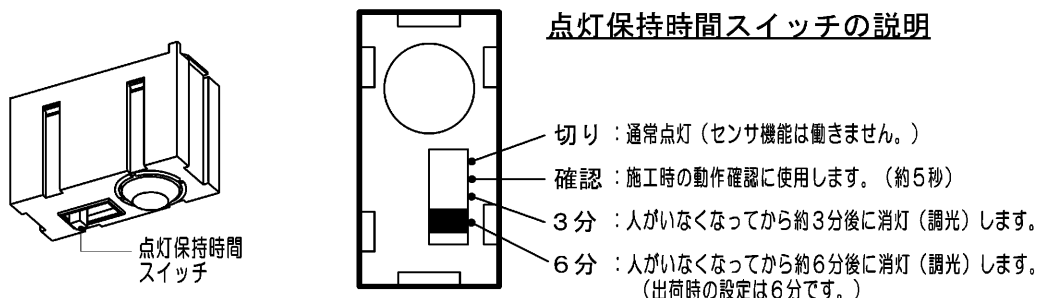 点灯保持時間スイッチの説明
切り：通常点灯（センサ機能は働きません。）
確認：施工時の動作確認に使用します。（約5秒）
3分：人がいなくなってから約3分後に消灯（調光）します。
6分：人がいなくなってから約6分後に消灯（調光）します。
（出荷時の設定は6分です。）
点灯保持時間
スイッチ